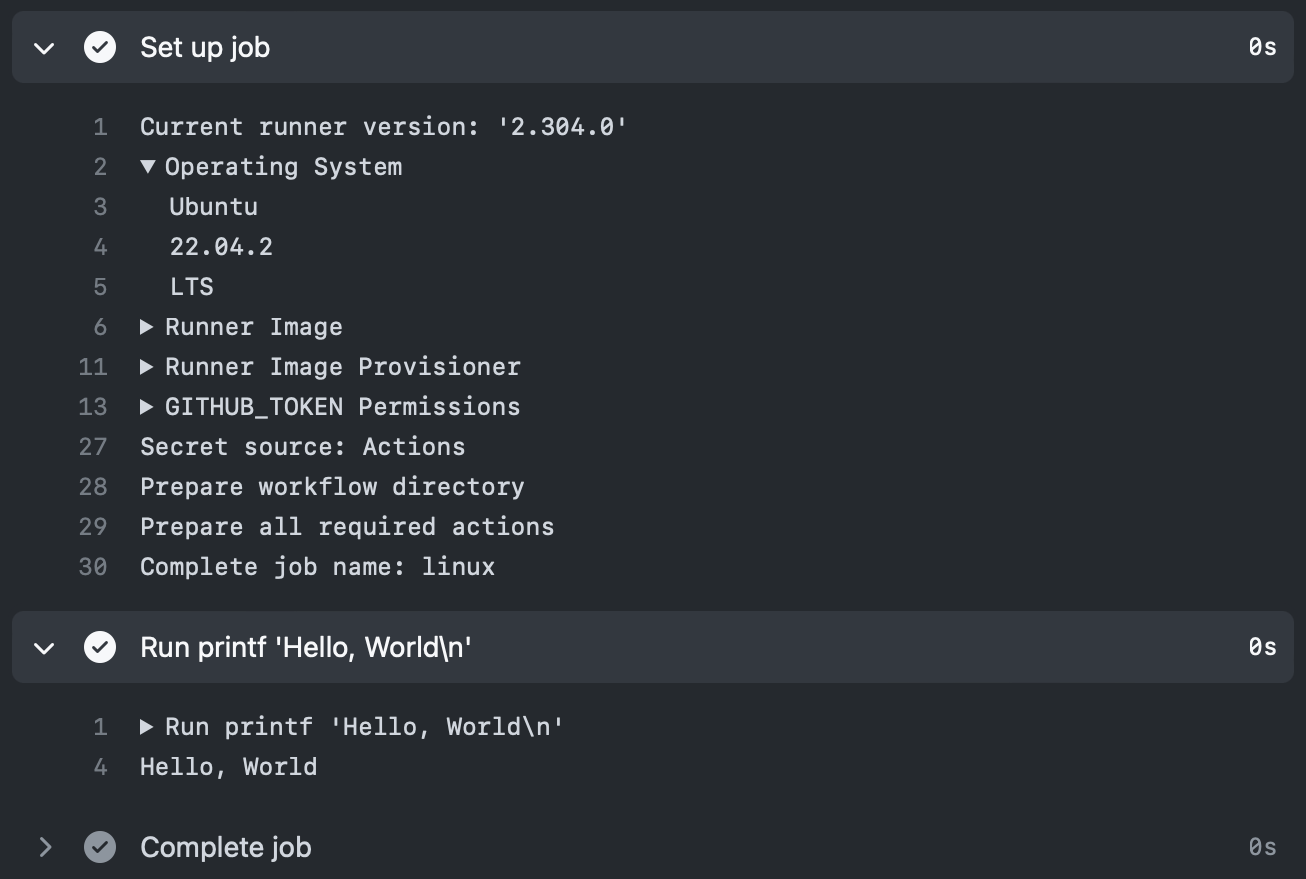 Set up job 0s
1 Current runner version: '2.304.0'
2 ▼ Operating System
3 Ubuntu
4 22.04.2
5 LTS
6 ▶ Runner Image
11 ▶ Runner Image Provisioner
13 ▶ GITHUB_TOKEN Permissions
27 Secret source: Actions
28 Prepare workflow directory
29 Prepare all required actions
30 Complete job name: linux
Run printf 'Hello, World\n' 0s
1 ▶ Run printf 'Hello, World\n'
4 Hello, World
Complete job 0s